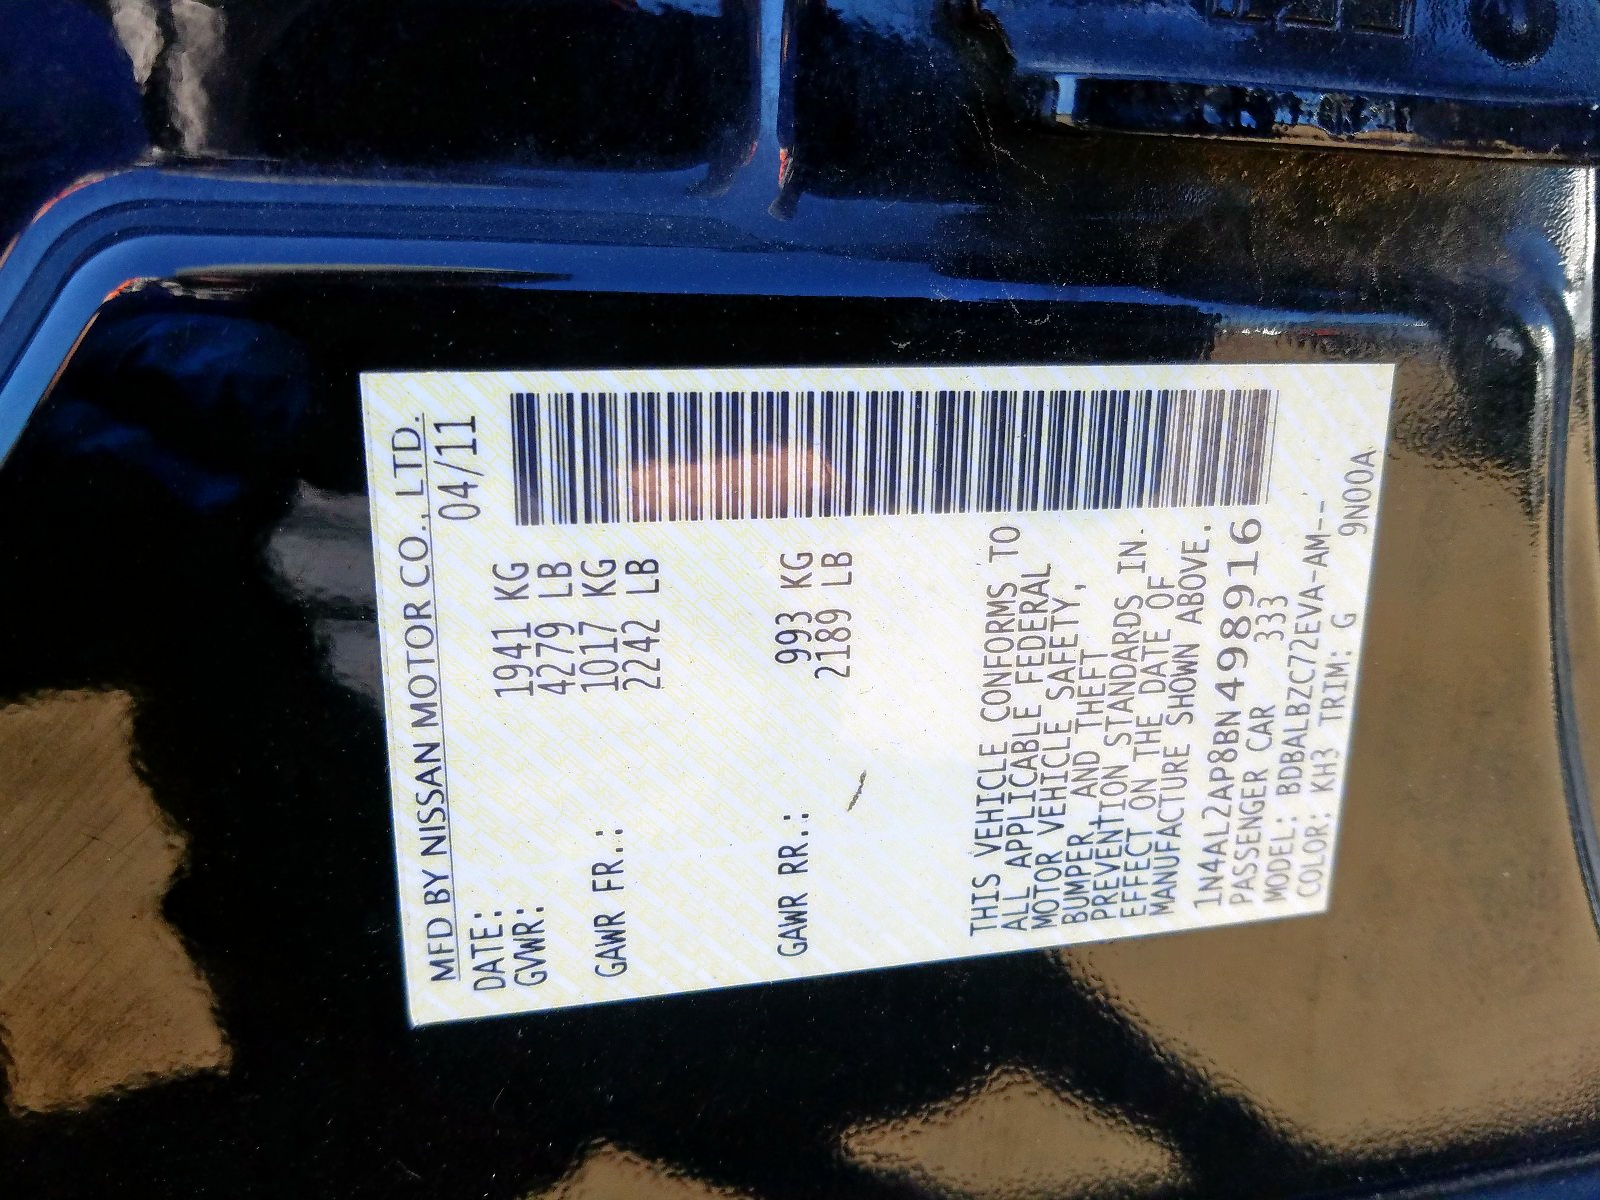 MFD BY NISSAN MOTOR CO., LTD.
DATE: 04/11
GVWR: 1941 KG
4279 LB
GAWR FR.: 1017 KG
2242 LB
GAWR RR.: 993 KG
2189 LB
THIS VEHICLE CONFORMS TO
ALL APPLICABLE FEDERAL
MOTOR VEHICLE SAFETY,
BUMPER, AND THEFT
PREVENTION STANDARDS IN
EFFECT ON THE DATE OF
MANUFACTURE SHOWN ABOVE.
1N4AL2AP8BN498916
PASSENGER CAR 333
MODEL: BDBALBZC72EVA-AM--
COLOR: KH3 TRIM: G 9N00A